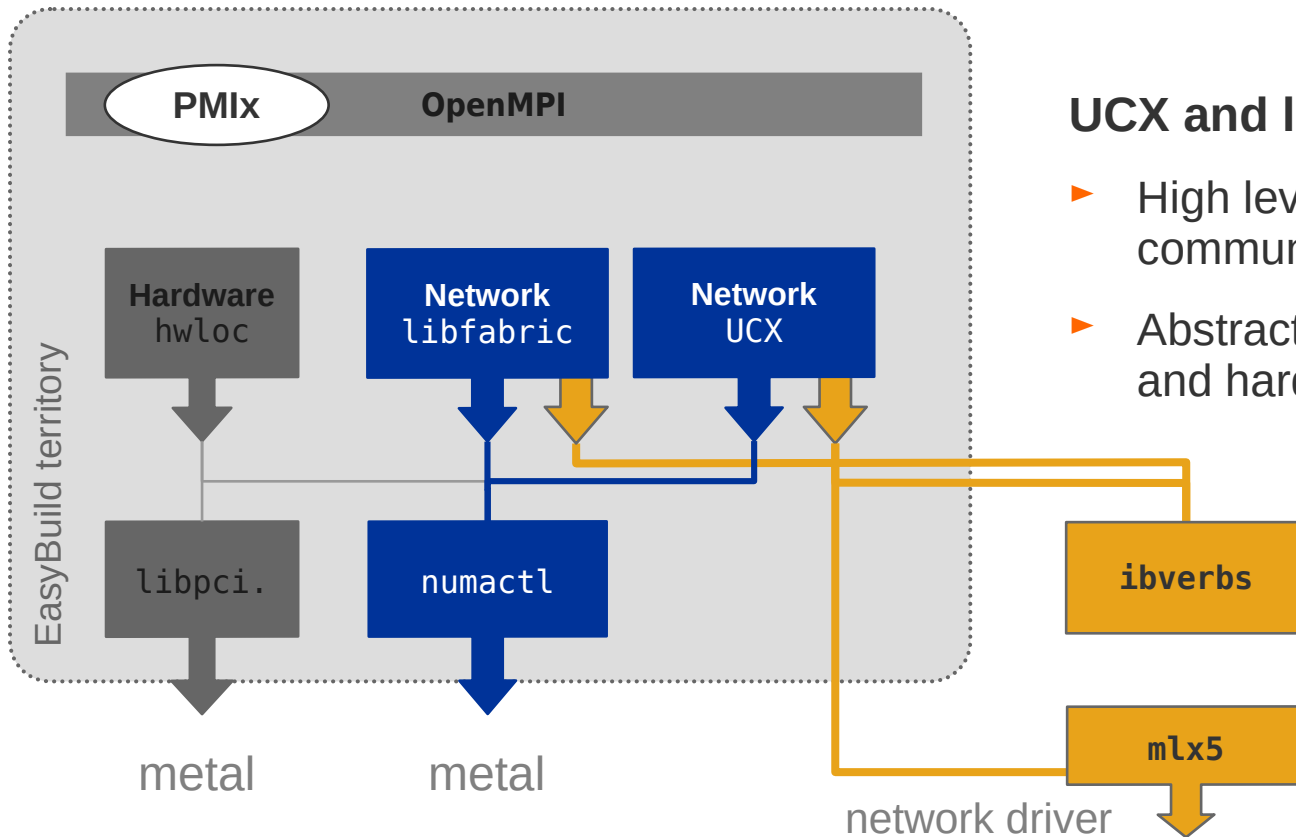 PMIx
OpenMPI
UCX and l
High lev
commun
Abstract
and hard
Hardware
hwloc
Network
libfabric
Network
UCX
EasyBuild territory
libpci.
numactl
ibverbs
mlx5
metal
metal
network driver